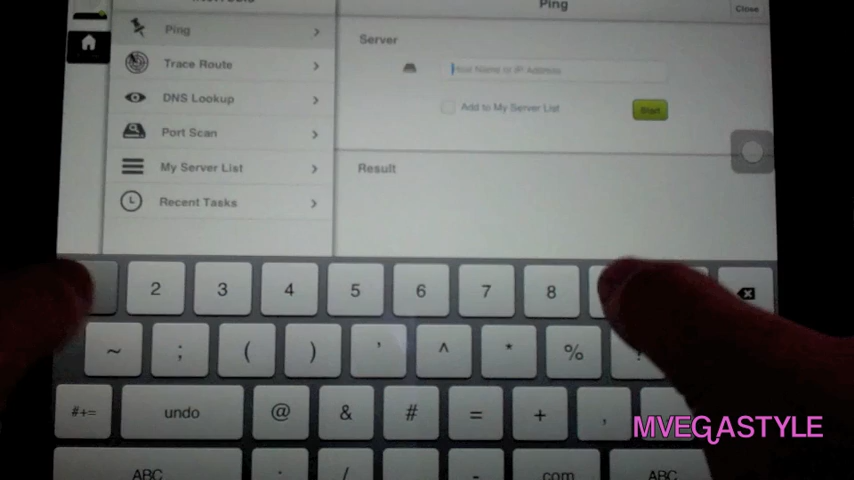 Ping
Close
Ping
Trace Route
DNS Lookup
Port Scan
My Server List
Recent Tasks
Server
Host Name or IP Address
Add to My Server List
Start
Result
2 3 4 5 6 7 8
~ ; ( ) ' ^ * % !
#+= undo @ & # = + ,
ABC : / - .com ABC
MVEGASTYLE